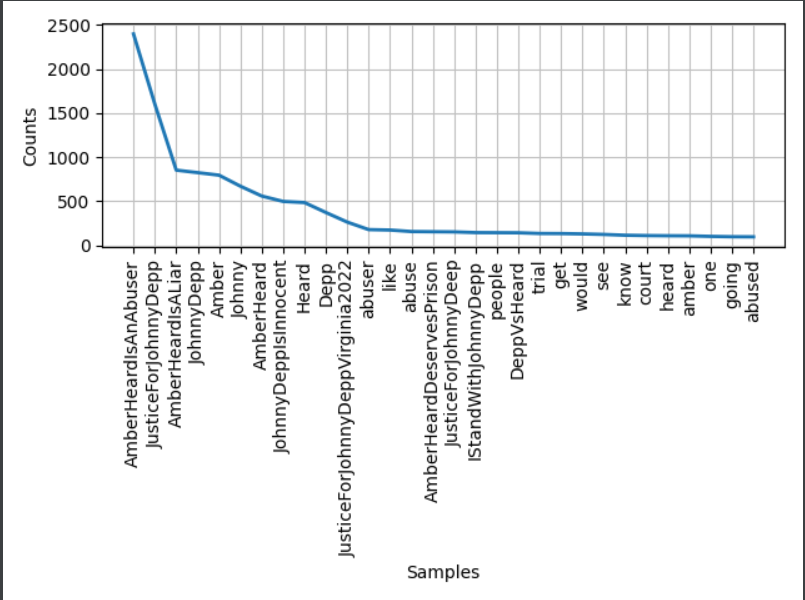 2500
2000
1500
1000
500
0
Counts
AmberHeardIsAnAbuser
JusticeForJohnnyDepp
AmberHeardIsALiar
JohnnyDepp
Amber
Johnny
AmberHeard
JohnnyDeppIsInnocent
Heard
Depp
JusticeForJohnnyDeppVirginia2022
abuser
like
abuse
AmberHeardDeservesPrison
JusticeForJohnnyDeep
IStandWithJohnnyDepp
people
DeppVsHeard
trial
get
would
see
know
court
heard
amber
one
going
abused
Samples